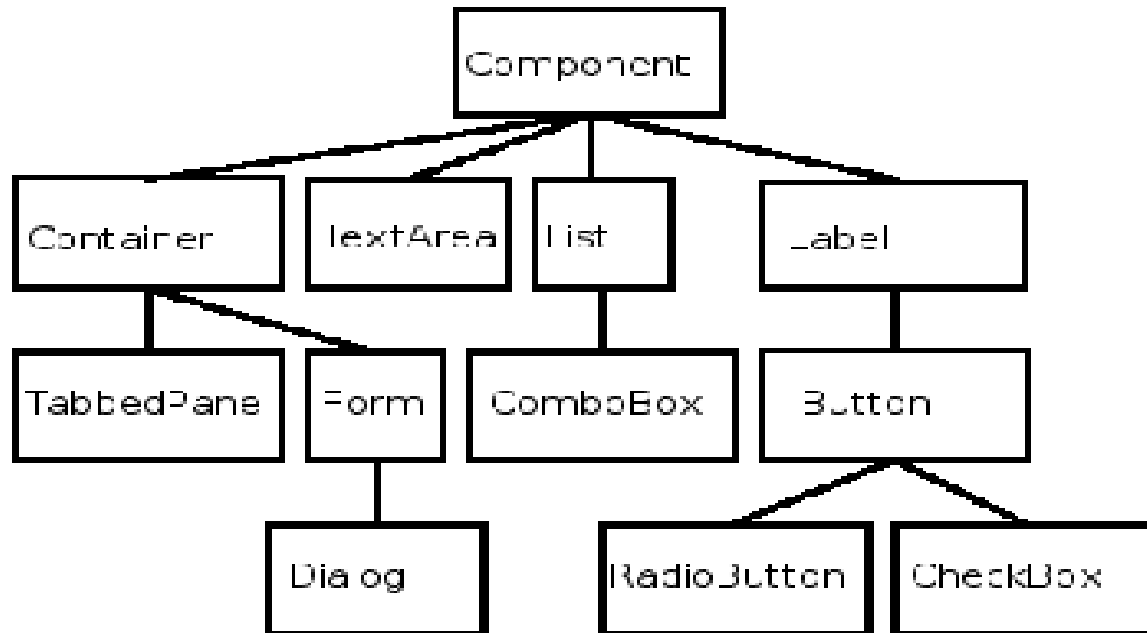 Component
Container
TextArea
List
Label
TabbedPane
Form
ComboBox
Button
Dialog
RadioButton
CheckBox